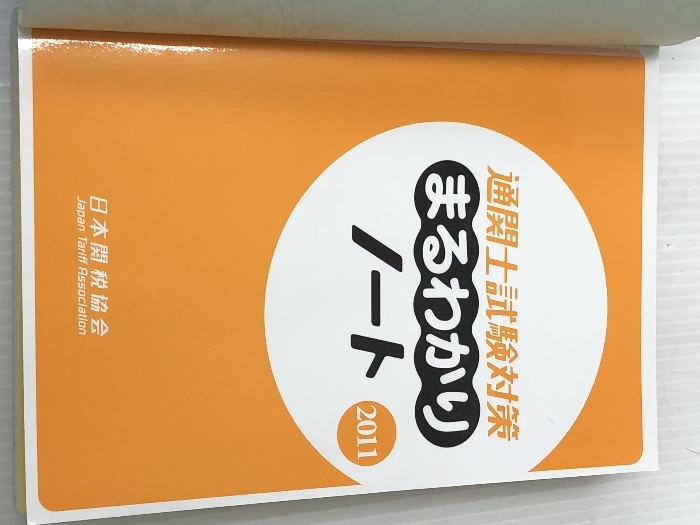 通関士試験対策
まるわかり
ノート
2011
日本関税協会
Japan Tariff Association